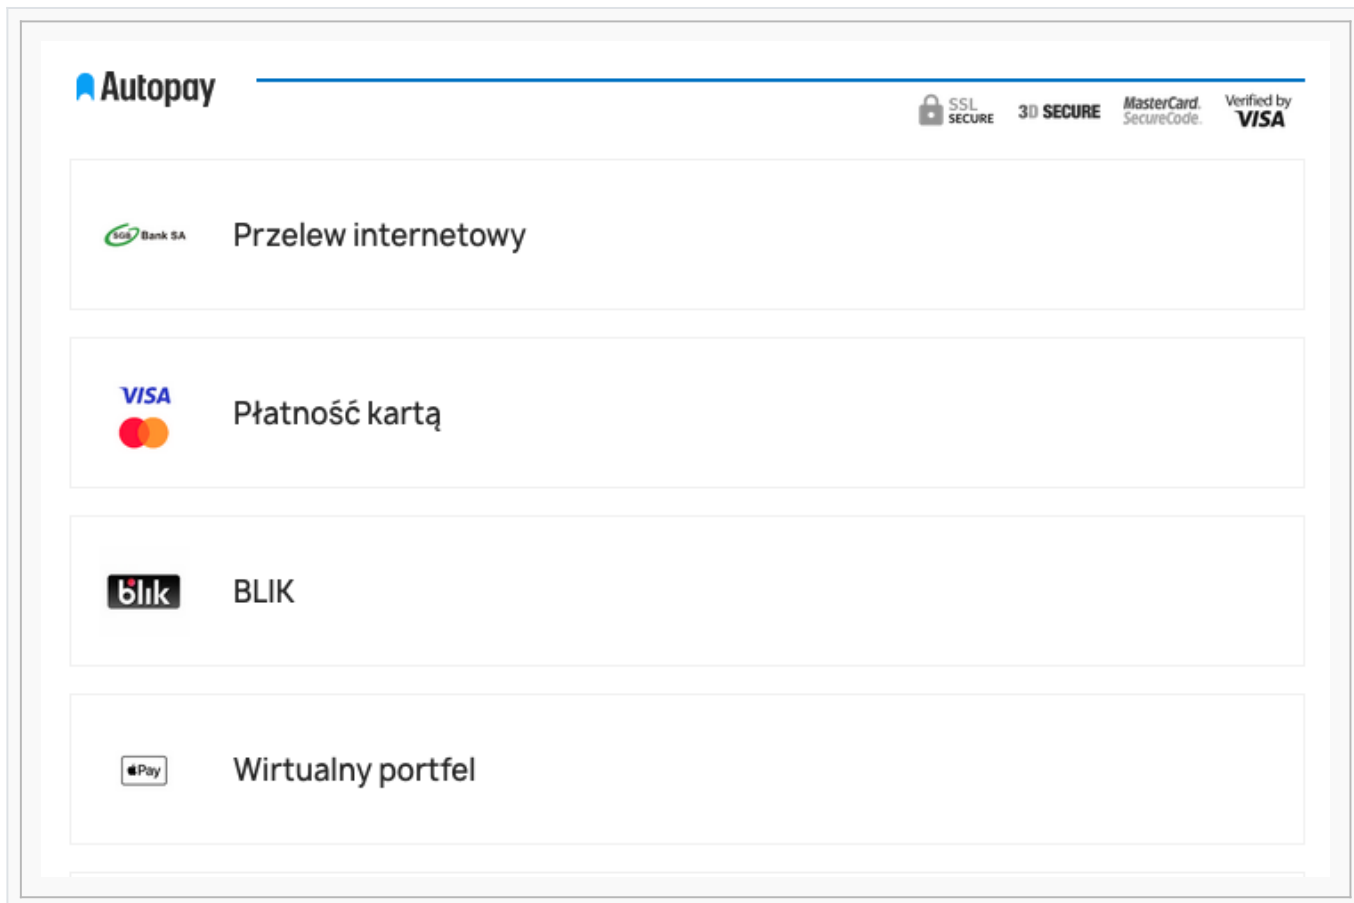 Autopay
SSL
SECURE
3D SECURE
MasterCard.
SecureCode.
Verified by
VISA
SGB Bank SA
Przelew internetowy
VISA
Płatność kartą
blik
BLIK
Pay
Wirtualny portfel